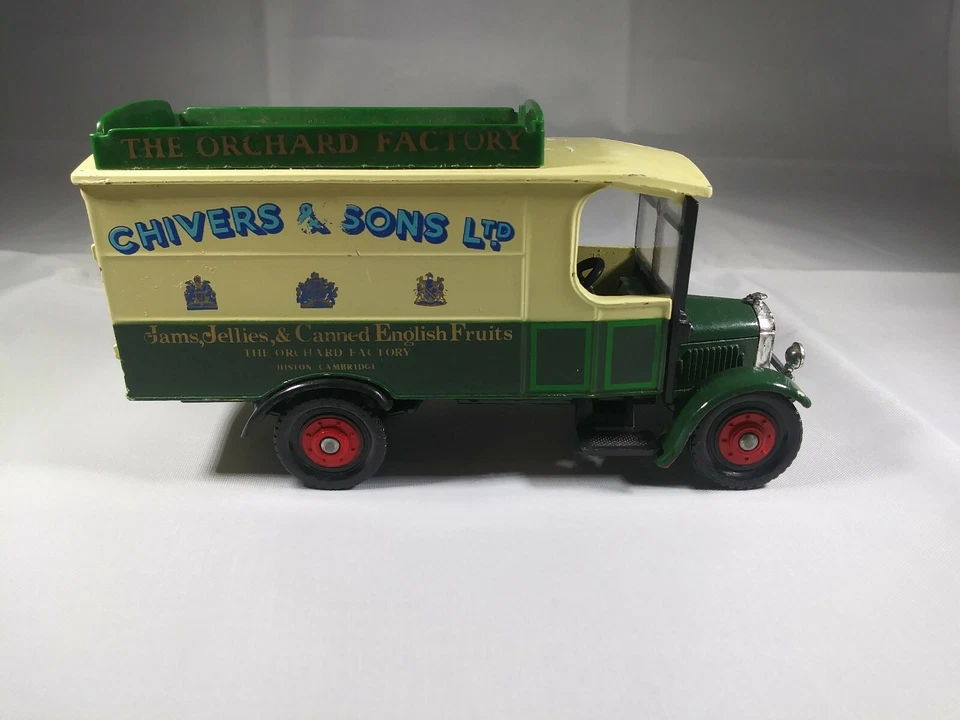 THE ORCHARD FACTORY
CHIVERS & SONS LTD
Jams, Jellies, & Canned English Fruits
THE ORCHARD FACTORY
HISTON CAMBRIDGE